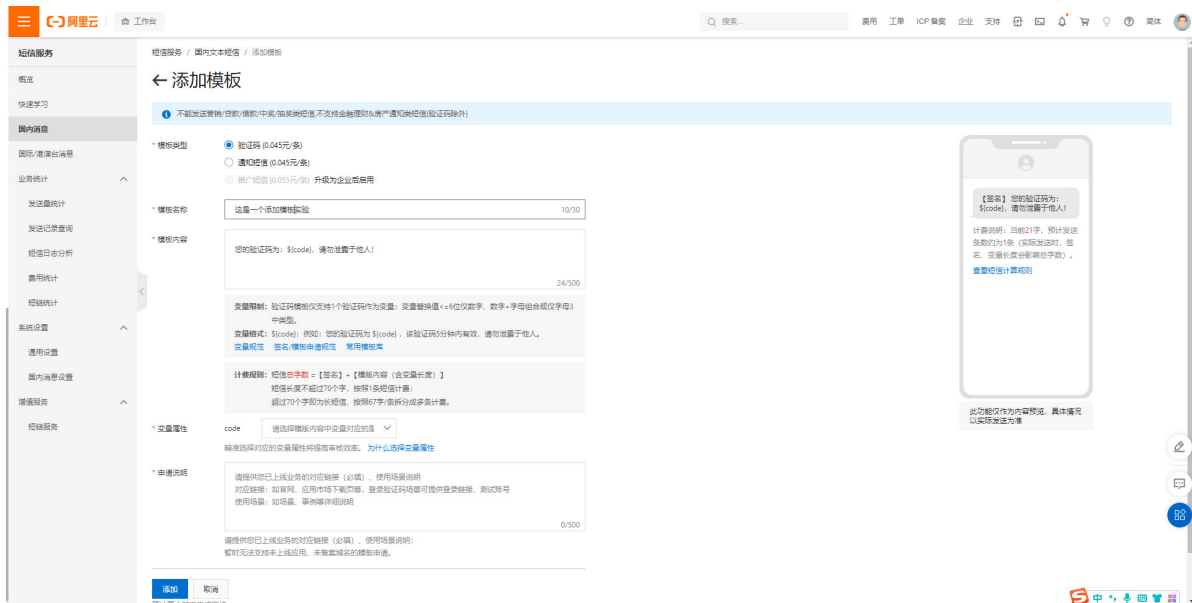 阿里云
工作台
搜索...
费用 工单 ICP 备案 企业 支持 简体
短信服务
概览
快速学习
国内消息
国际/港澳台消息
业务统计
发送量统计
发送记录查询
短信日志分析
费用统计
短链统计
系统设置
通用设置
国内消息设置
增值服务
短链服务
短信服务 / 国内文本短信 / 添加模板
添加模板
不能发送营销/贷款/借款/中奖/抽奖类短信,不支持金融理财&房产通知类短信(验证码除外)
* 模板类型
验证码 (0.045元/条)
通知短信 (0.045元/条)
推广短信 (0.055元/条) 升级为企业后启用
* 模板名称
这是一个添加模板实验
10/30
* 模板内容
您的验证码为：${code}，请勿泄露于他人！
24/500
变量限制：验证码模板仅支持1个验证码作为变量；变量替换值<=6位仅数字、数字+字母组合或仅字母3
中类型。
变量格式：${code}；例如：您的验证码为 ${code} ，该验证码5分钟内有效，请勿泄露于他人。
变量规范 签名/模板申请规范 常用模板库
计费规则：短信总字数 =【签名】+【模板内容（含变量长度）】
短信长度不超过70个字，按照1条短信计费；
超过70个字即为长短信，按照67字/条拆分成多条计费。
* 变量属性
code
请选择模版内容中变量对应的
精准选择对应的变量属性将提高审核效率。 为什么选择变量属性
* 申请说明
请提供您已上线业务的对应链接（必填）、使用场景说明
对应链接：如官网、应用市场下载页等，登录验证码场景可提供登录链接、测试账号
使用场景：如场景、事例等详细说明
0/500
请提供您已上线业务的对应链接（必填）、使用场景说明;
暂时无法支持未上线应用、未备案域名的模板申请。
添加
取消
【签名】 您的验证码为：
${code}，请勿泄露于他人！
计费说明：当前21字，预计发送
条数约为1条（实际发送时，签
名、变量长度会影响总字数）。
查看短信计算规则
此功能仅作为内容预览，具体情况
以实际发送为准
中